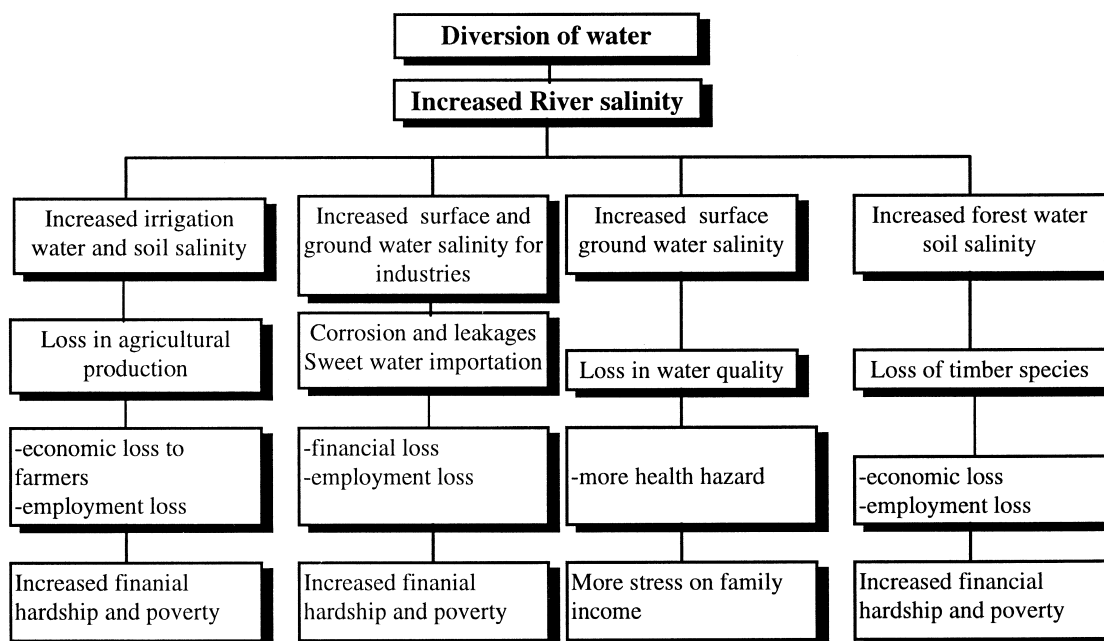 Diversion of water
Increased River salinity
Increased irrigation
water and soil salinity
Increased surface and
ground water salinity for
industries
Increased surface
ground water salinity
Increased forest water
soil salinity
Loss in agricultural
production
Corrosion and leakages
Sweet water importation
Loss in water quality
Loss of timber species
-economic loss to
farmers
-employment loss
-financial loss
-employment loss
-more health hazard
-economic loss
-employment loss
Increased finanial
hardship and poverty
Increased finanial
hardship and poverty
More stress on family
income
Increased financial
hardship and poverty